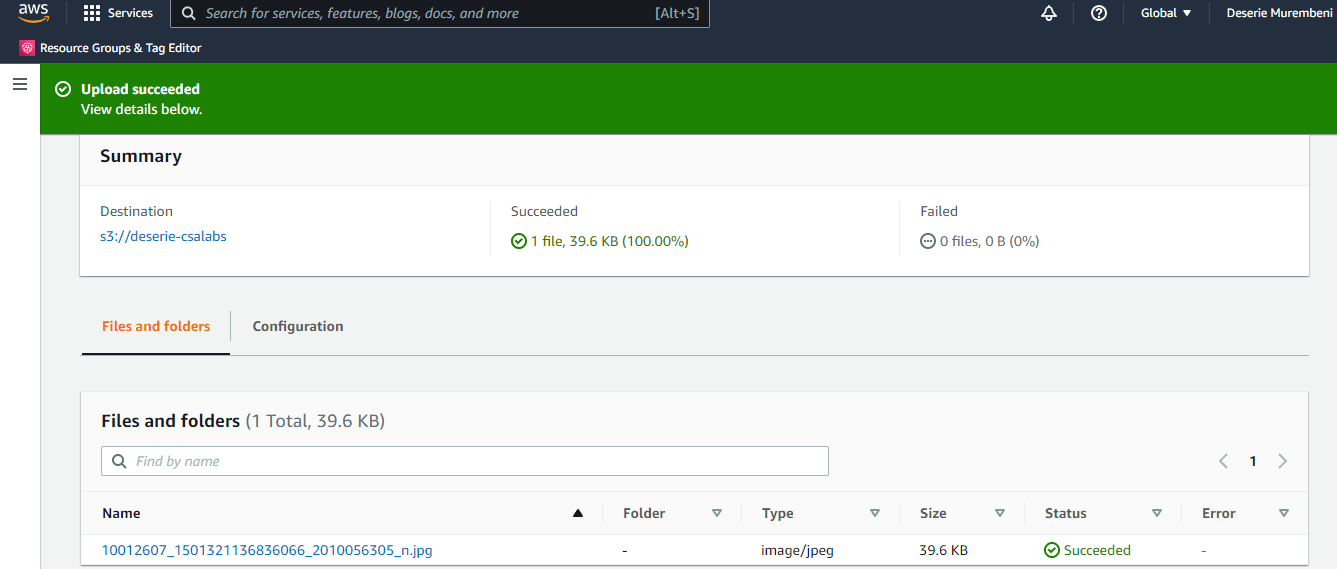 aws
Services
Search for services, features, blogs, docs, and more [Alt+S]
Global
Deserie Murembeni
Resource Groups & Tag Editor
Upload succeeded
View details below.
Summary
Destination
s3://deserie-csalabs
Succeeded
1 file, 39.6 KB (100.00%)
Failed
0 files, 0 B (0%)
Files and folders
Configuration
Files and folders (1 Total, 39.6 KB)
Find by name
1
Name Folder Type Size Status Error
10012607_1501321136836066_2010056305_n.jpg - image/jpeg 39.6 KB Succeeded -